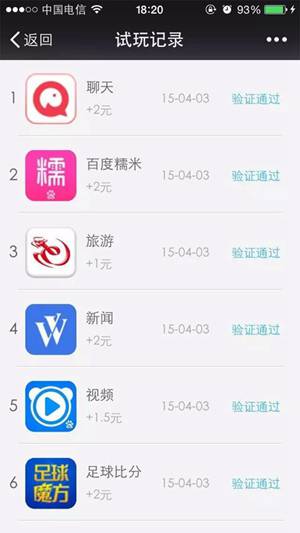 中国电信 18:20 93%
返回 试玩记录
1 聊天 15-04-03 验证通过
+2元
2 糯 百度糯米 15-04-03 验证通过
+2元
3 旅游 15-04-03 验证通过
+1元
4 W 新闻 15-04-03 验证通过
+2元
5 视频 15-04-03 验证通过
+1.5元
6 足球魔方 足球比分 15-04-03 验证通过
+2元